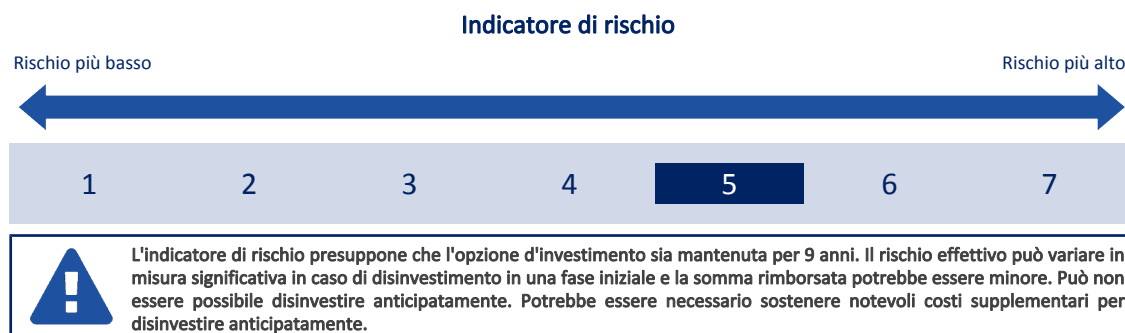 Indicatore di rischio
Rischio più basso
Rischio più alto
1 2 3 4 5 6 7
L'indicatore di rischio presuppone che l'opzione d'investimento sia mantenuta per 9 anni. Il rischio effettivo può variare in
misura significativa in caso di disinvestimento in una fase iniziale e la somma rimborsata potrebbe essere minore. Può non
essere possibile disinvestire anticipatamente. Potrebbe essere necessario sostenere notevoli costi supplementari per
disinvestire anticipatamente.